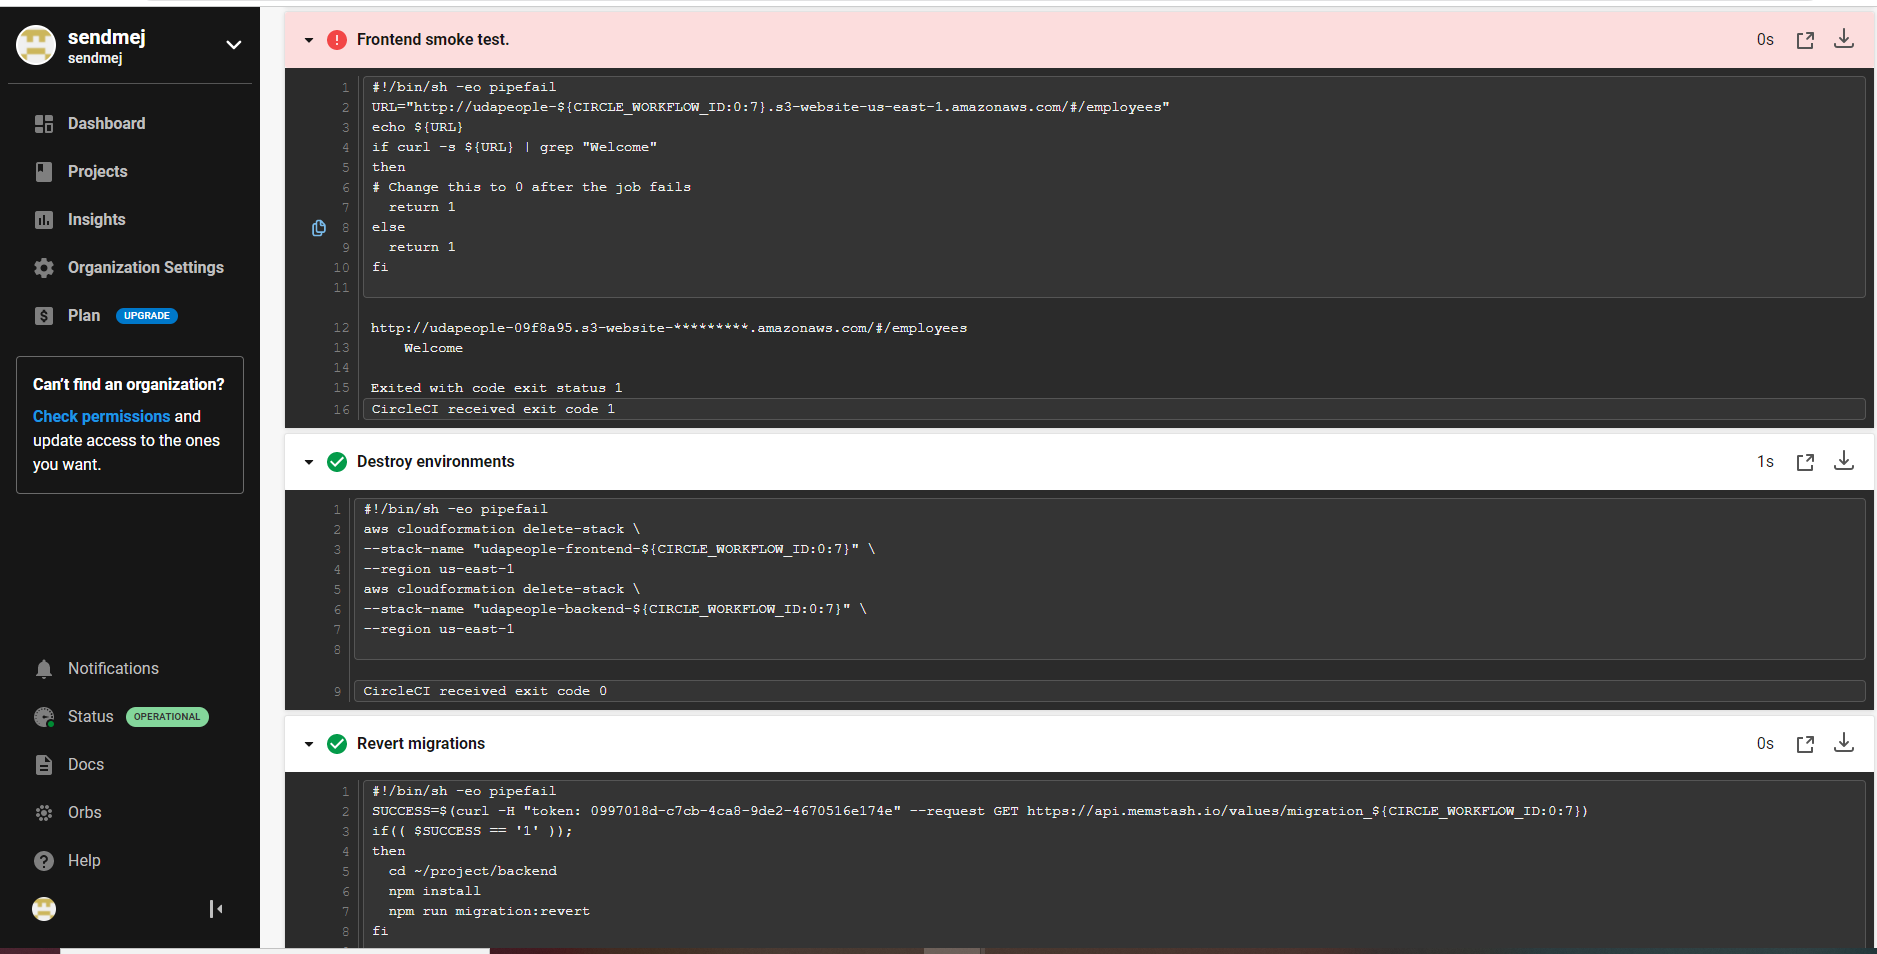 sendmej
sendmej
Dashboard
Projects
Insights
Organization Settings
Plan UPGRADE
Can't find an organization?
Check permissions and
update access to the ones
you want.
Notifications
Status OPERATIONAL
Docs
Orbs
Help
Frontend smoke test. 0s
1 #!/bin/sh -eo pipefail
2 URL="http://udapeople-${CIRCLE_WORKFLOW_ID:0:7}.s3-website-us-east-1.amazonaws.com/#/employees"
3 echo ${URL}
4 if curl -s ${URL} | grep "Welcome"
5 then
6 # Change this to 0 after the job fails
7 return 1
8 else
9 return 1
10 fi
11
12 http://udapeople-09f8a95.s3-website-*********.amazonaws.com/#/employees
13 Welcome
14
15 Exited with code exit status 1
16 CircleCI received exit code 1
Destroy environments 1s
1 #!/bin/sh -eo pipefail
2 aws cloudformation delete-stack \
3 --stack-name "udapeople-frontend-${CIRCLE_WORKFLOW_ID:0:7}" \
4 --region us-east-1
5 aws cloudformation delete-stack \
6 --stack-name "udapeople-backend-${CIRCLE_WORKFLOW_ID:0:7}" \
7 --region us-east-1
8
9 CircleCI received exit code 0
Revert migrations 0s
1 #!/bin/sh -eo pipefail
2 SUCCESS=$(curl -H "token: 0997018d-c7cb-4ca8-9de2-4670516e174e" --request GET https://api.memstash.io/values/migration_${CIRCLE_WORKFLOW_ID:0:7})
3 if(( $SUCCESS == '1' ));
4 then
5 cd ~/project/backend
6 npm install
7 npm run migration:revert
8 fi